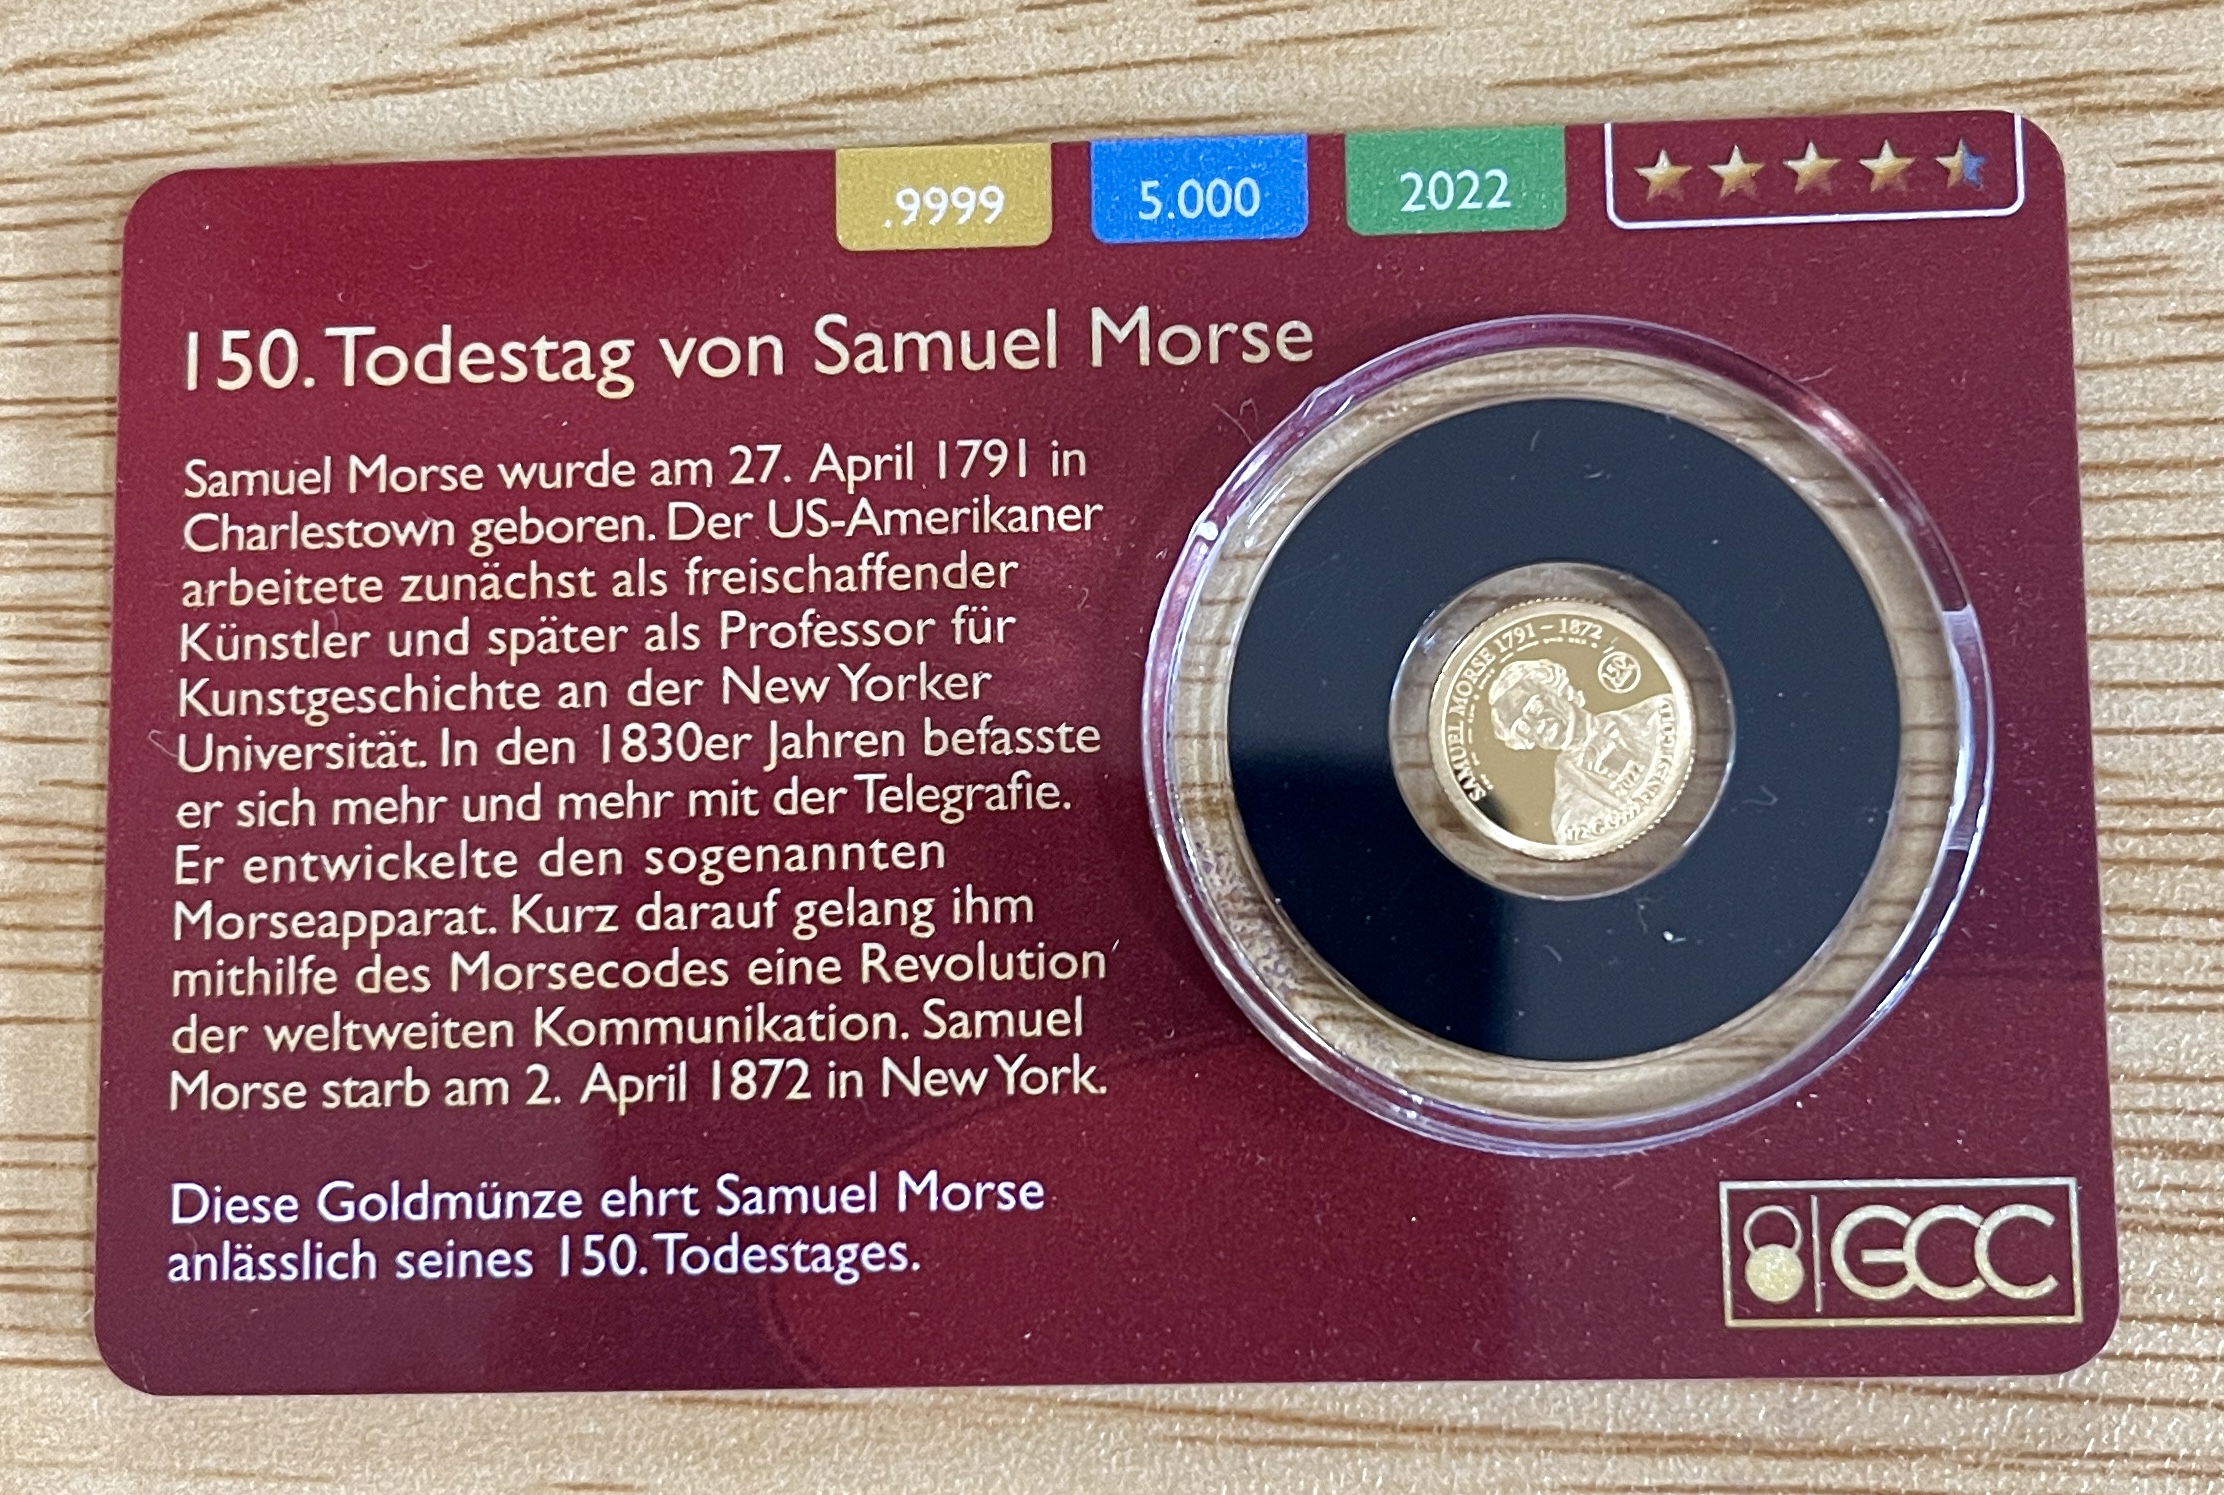 .9999
5.000
2022
150. Todestag von Samuel Morse
Samuel Morse wurde am 27. April 1791 in
Charlestown geboren. Der US-Amerikaner
arbeitete zunächst als freischaffender
Künstler und später als Professor für
Kunstgeschichte an der New Yorker
Universität. In den 1830er Jahren befasste
er sich mehr und mehr mit der Telegrafie.
Er entwickelte den sogenannten
Morseapparat. Kurz darauf gelang ihm
mithilfe des Morsecodes eine Revolution
der weltweiten Kommunikation. Samuel
Morse starb am 2. April 1872 in New York.
Diese Goldmünze ehrt Samuel Morse
anlässlich seines 150. Todestages.
SAMUEL MORSE 1791 – 1872
150
2022
GCC